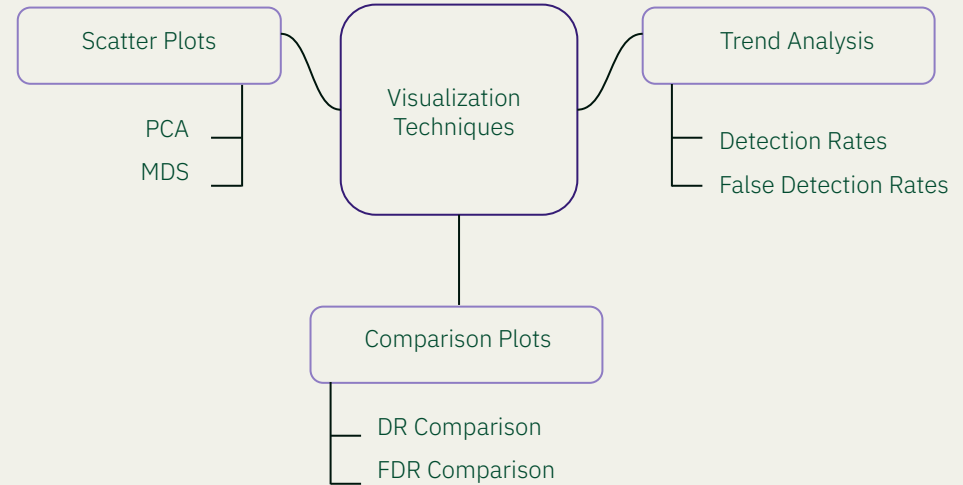 Scatter Plots
PCA
MDS
Visualization
Techniques
Trend Analysis
Detection Rates
False Detection Rates
Comparison Plots
DR Comparison
FDR Comparison